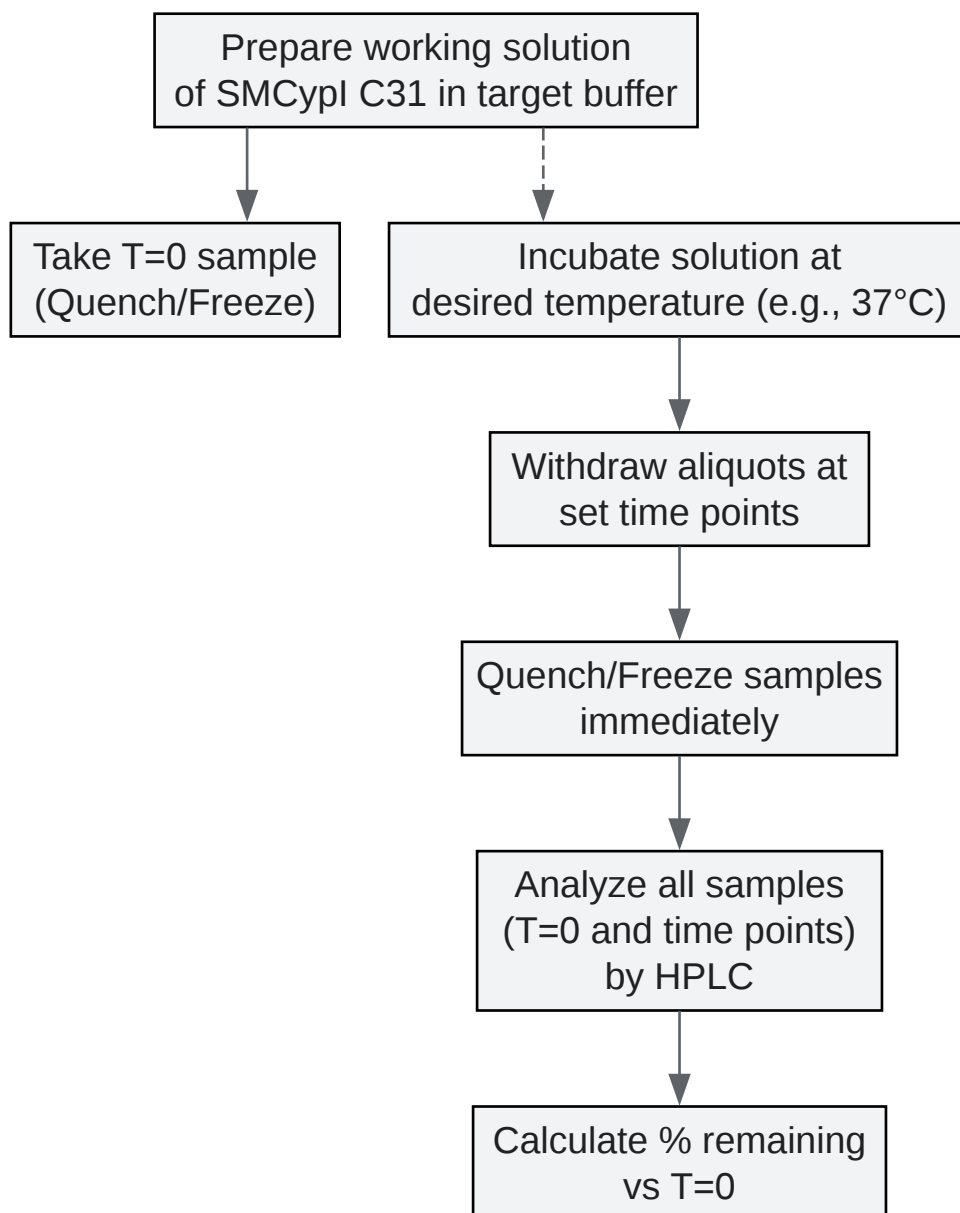 Prepare working solution
of SMCypI C31 in target buffer
Take T=0 sample
(Quench/Freeze)
Incubate solution at
desired temperature (e.g., 37°C)
Withdraw aliquots at
set time points
Quench/Freeze samples
immediately
Analyze all samples
(T=0 and time points)
by HPLC
Calculate % remaining
vs T=0